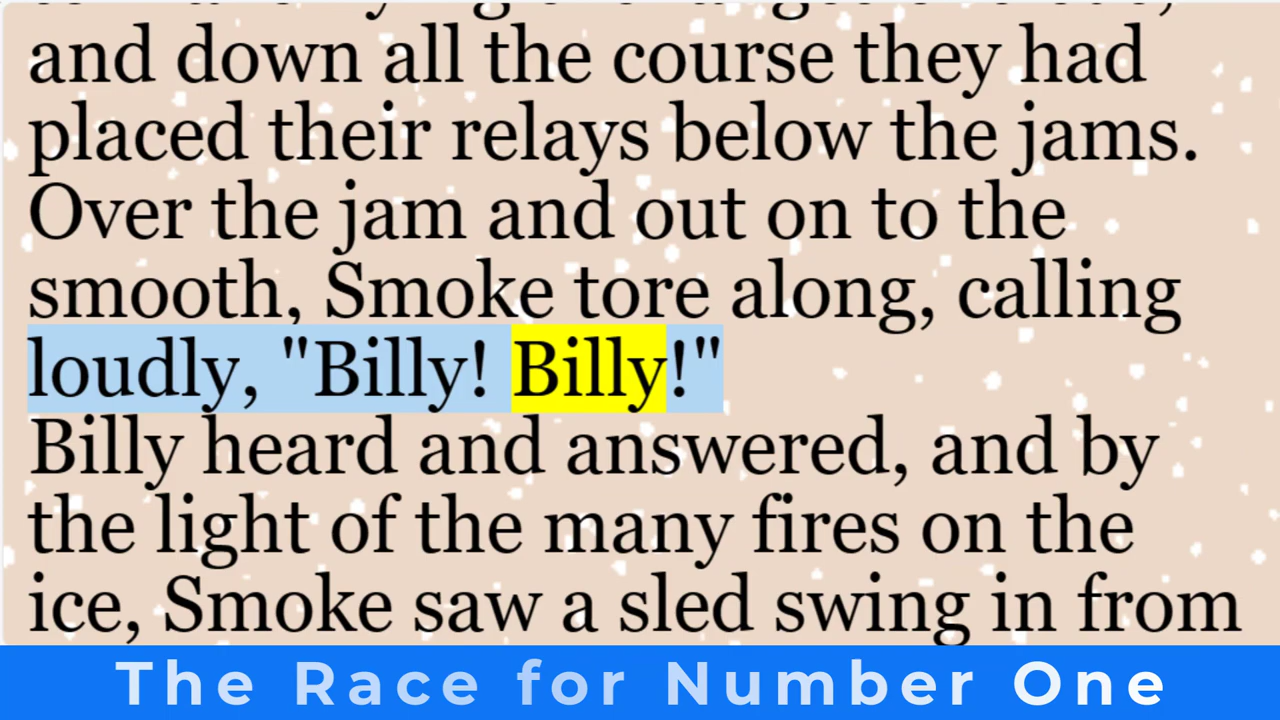 and down all the course they had
placed their relays below the jams.
Over the jam and out on to the
smooth, Smoke tore along, calling
loudly, "Billy! Billy!"
Billy heard and answered, and by
the light of the many fires on the
ice, Smoke saw a sled swing in from
The Race for Number One